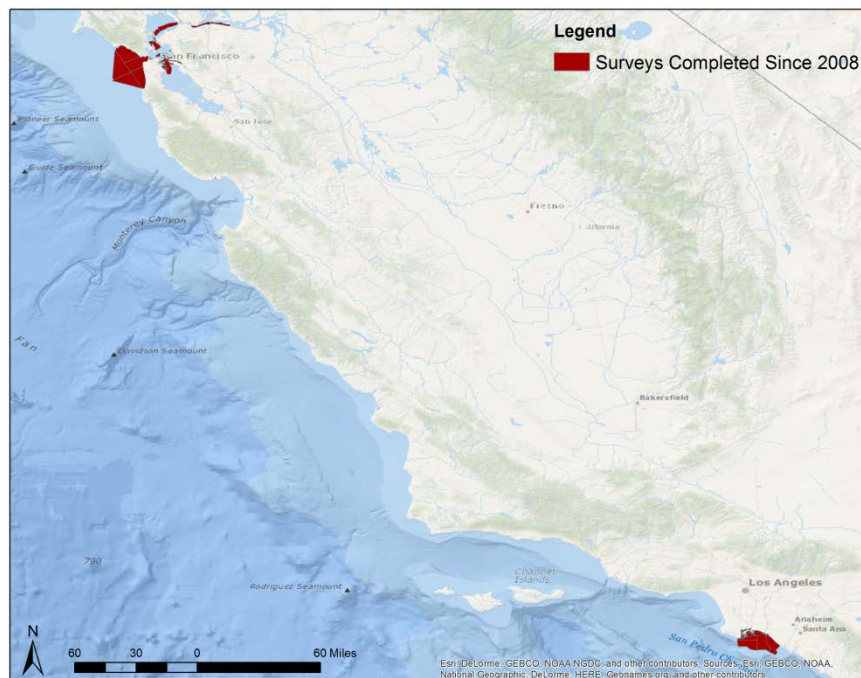 Legend
Surveys Completed Since 2008
San Francisco
Pioneer Seamount
San Jose
Guide Seamount
Monterey Canyon
Fresno
California
Fan
Davidson Seamount
Bakersfield
790
Channel
Islands
Rodriguez Seamount
Los Angeles
Anaheim
Santa Ana
San Pedro
N
60 30 0 60 Miles
Esri, DeLorme, GEBCO, NOAA NGDC, and other contributors, Sources: Esri, GEBCO, NOAA,
National Geographic, DeLorme, HERE, Geonames.org, and other contributors